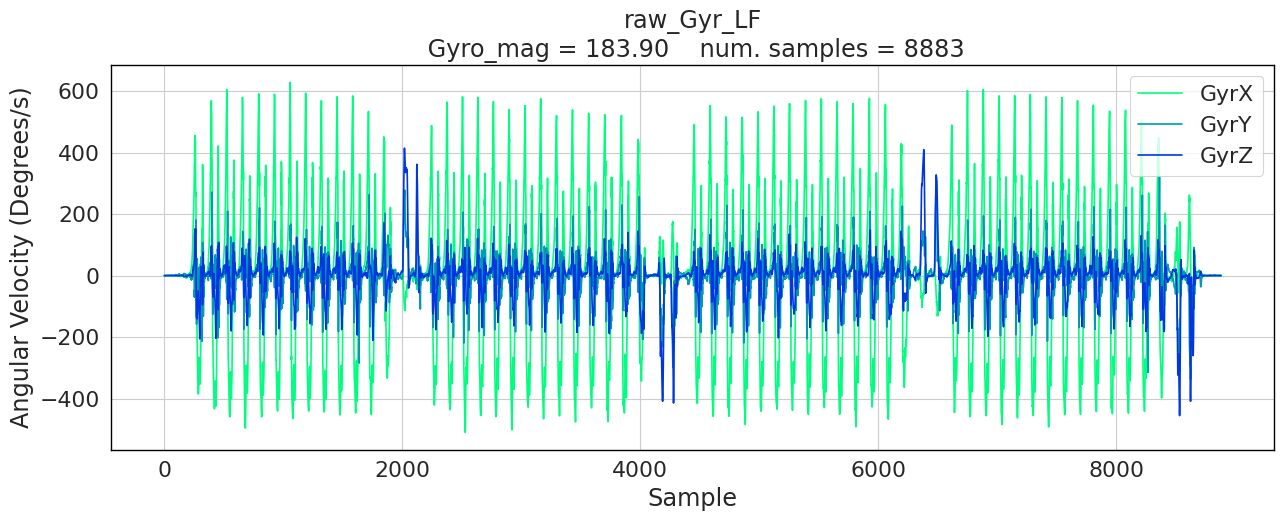 raw_Gyr_LF
Gyro_mag = 183.90    num. samples = 8883
Angular Velocity (Degrees/s)
600
400
200
0
−200
−400
GyrX
GyrY
GyrZ
0 2000 4000 6000 8000
Sample